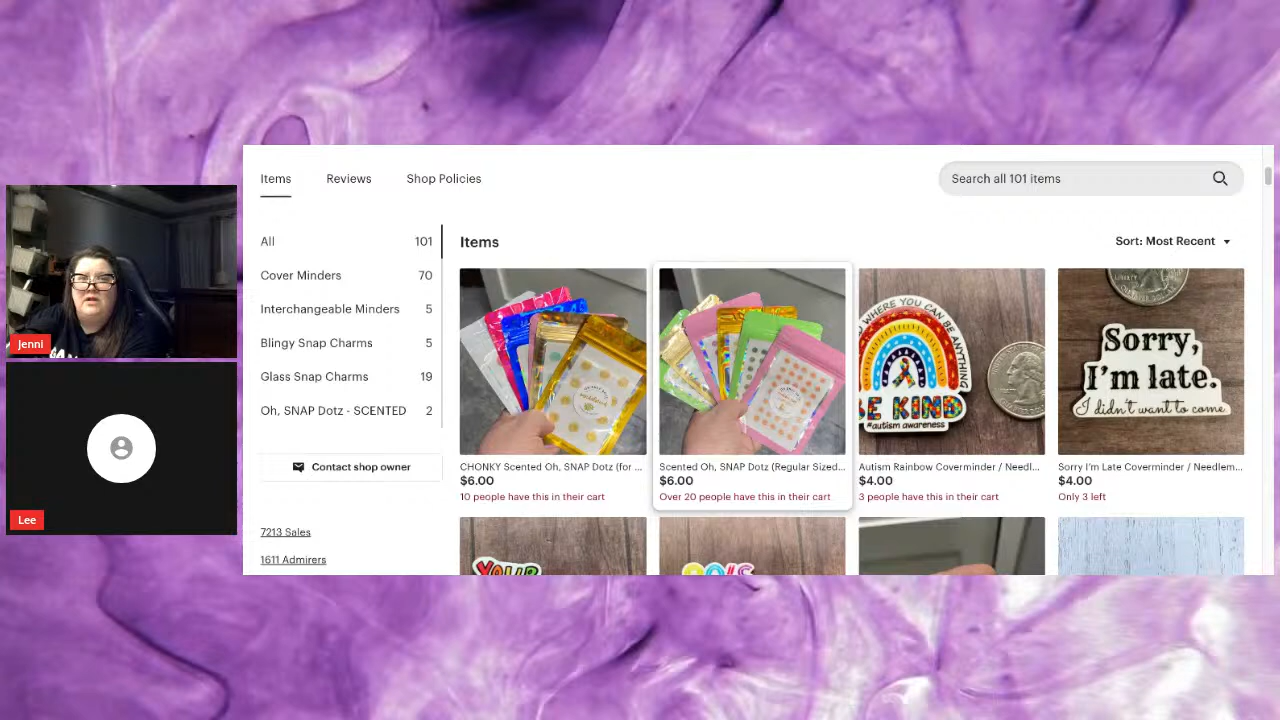 Items Reviews Shop Policies
Search all 101 items
All 101
Cover Minders 70
Interchangeable Minders 5
Blingy Snap Charms 5
Glass Snap Charms 19
Oh, SNAP Dotz - SCENTED 2
Contact shop owner
7213 Sales
1611 Admirers
Items
Sort: Most Recent
CHONKY Scented Oh, SNAP Dotz (for ...
$6.00
10 people have this in their cart
Scented Oh, SNAP Dotz (Regular Sized...
$6.00
Over 20 people have this in their cart
WHERE YOU CAN BE ANYTHING
BE KIND
#autism awareness
Autism Rainbow Coverminder / Needl...
$4.00
3 people have this in their cart
LIBERTY
QUARTER DOLLAR
Sorry,
I'm late.
I didn't want to come
Sorry I'm Late Coverminder / Needlem...
$4.00
Only 3 left
YOUR
Jenni
Lee